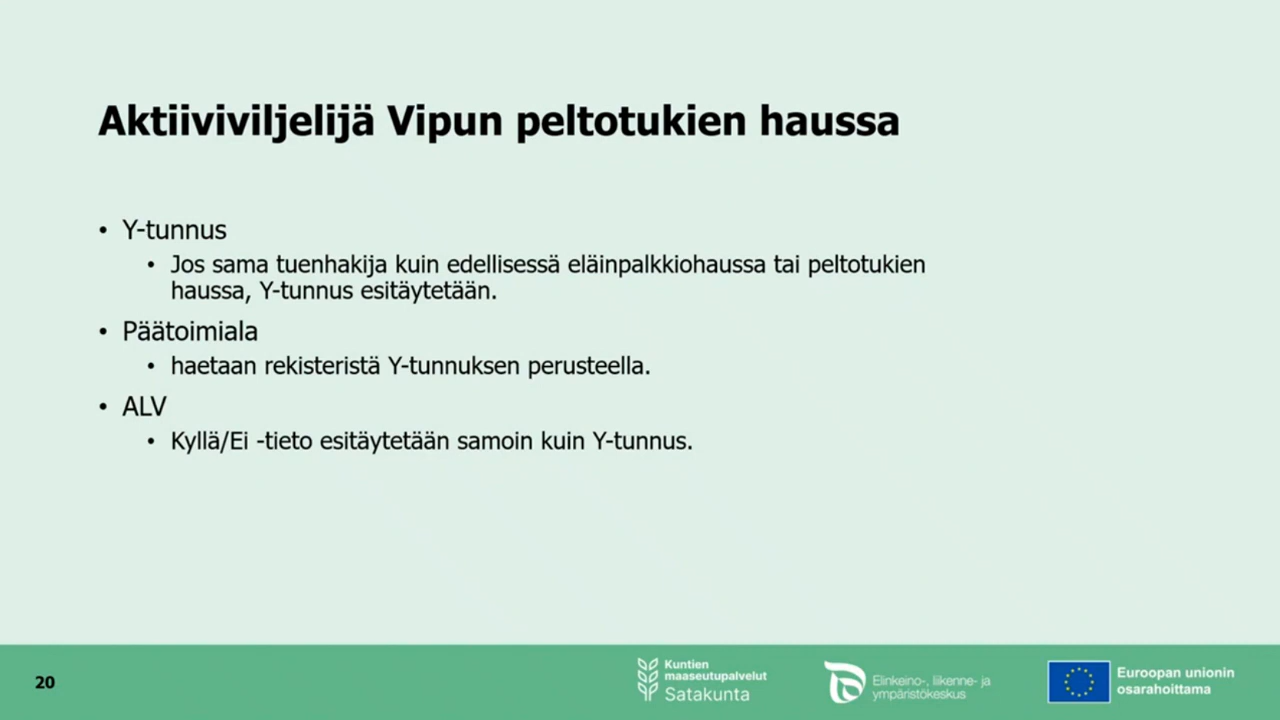 Aktiiviviljelijä Vipun peltotukien haussa
• Y-tunnus
• Jos sama tuenhakija kuin edellisessä eläinpalkkiohaussa tai peltotukien
haussa, Y-tunnus esitäytetään.
• Päätoimiala
• haetaan rekisteristä Y-tunnuksen perusteella.
• ALV
• Kyllä/Ei -tieto esitäytetään samoin kuin Y-tunnus.
20
Kuntien
maaseutupalvelut
Satakunta
Elinkeino-, liikenne- ja
ympäristökeskus
Euroopan unionin
osarahoittama